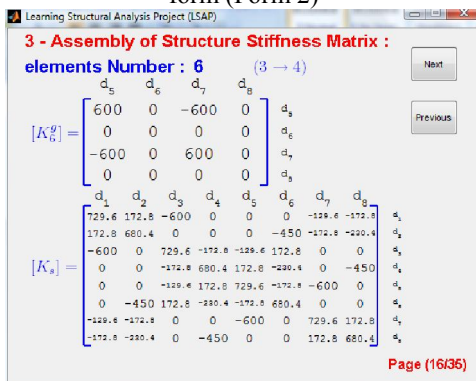 form (Form 2)
Learning Structural Analysis Project (LSAP)
3 - Assembly of Structure Stiffness Matrix :
elements Number : 6 (3 → 4)
Next
Previous
d5 d6 d7 d8
600 0 -600 0 d5
[K6^g] = 0 0 0 0 d6
-600 0 600 0 d7
0 0 0 0 d8
d1 d2 d3 d4 d5 d6 d7 d8
729.6 172.8 -600 0 0 0 -129.6 -172.8 d1
172.8 680.4 0 0 0 -450 -172.8 -230.4 d2
-600 0 729.6 -172.8 -129.6 172.8 0 0 d3
[Ks] = 0 0 -172.8 680.4 172.8 -230.4 0 -450 d4
0 0 -129.6 172.8 729.6 -172.8 -600 0 d5
0 -450 172.8 -230.4 -172.8 680.4 0 0 d6
-129.6 -172.8 0 0 -600 0 729.6 172.8 d7
-172.8 -230.4 0 -450 0 0 172.8 680.4 d8
Page (16/35)